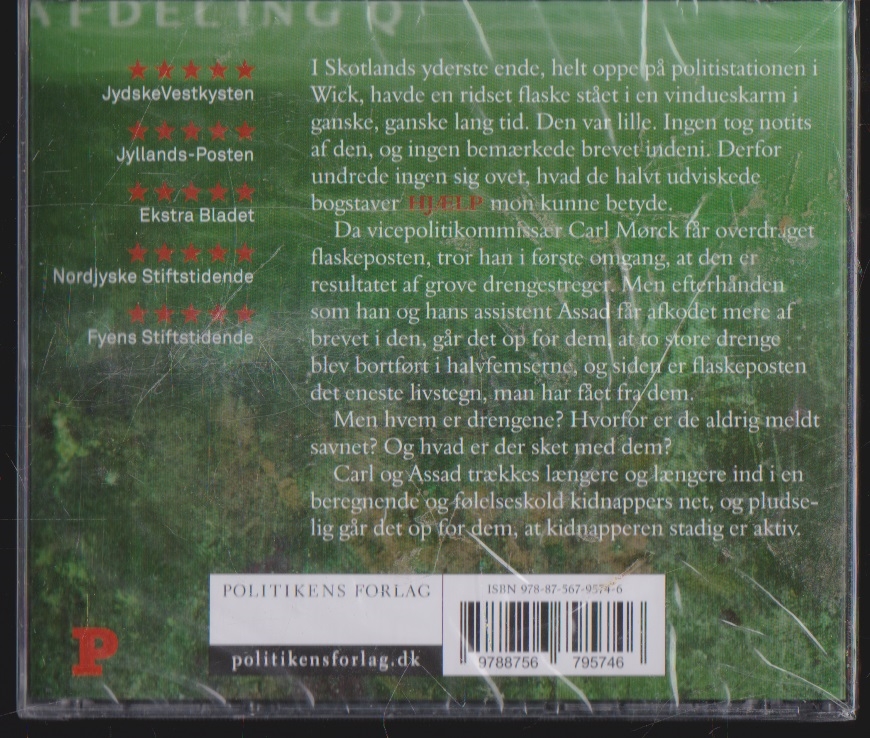 AFDELING Q
★★★★★
JydskeVestkysten
★★★★★
Jyllands-Posten
★★★★★
Ekstra Bladet
★★★★★
Nordjyske Stiftstidende
★★★★★
Fyens Stiftstidende
I Skotlands yderste ende, helt oppe på politistationen i
Wick, havde en ridset flaske stået i en vindueskarm i
ganske, ganske lang tid. Den var lille. Ingen tog notits
af den, og ingen bemærkede brevet indeni. Derfor
undrede ingen sig over, hvad de halvt udviskede
bogstaver HJÆLP mon kunne betyde.
Da vicepolitikommissær Carl Mørck får overdraget
flaskeposten, tror han i første omgang, at den er
resultatet af grove drengestreger. Men efterhånden
som han og hans assistent Assad får afkodet mere af
brevet i den, går det op for dem, at to store drenge
blev bortført i halvfemserne, og siden er flaskeposten
det eneste livstegn, man har fået fra dem.
Men hvem er drengene? Hvorfor er de aldrig meldt
savnet? Og hvad er der sket med dem?
Carl og Assad trækkes længere og længere ind i en
beregnende og følelseskold kidnappers net, og pludse-
lig går det op for dem, at kidnapperen stadig er aktiv.
P
POLITIKENS FORLAG
politikensforlag.dk
ISBN 978-87-567-9574-6
9788756 795746